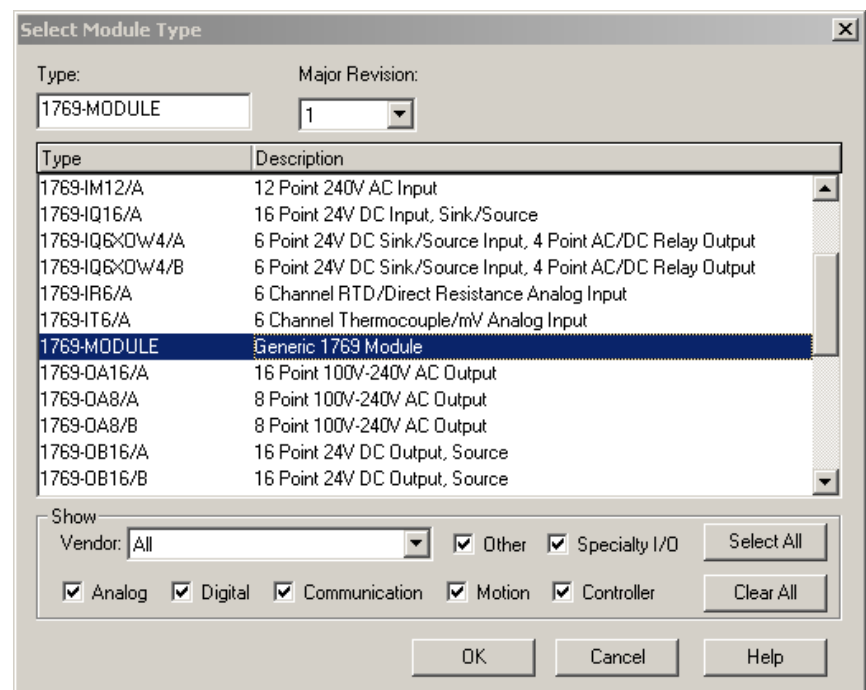 Select Module Type
Type: Major Revision:
1769-MODULE 1
Type Description
1769-IM12/A 12 Point 240V AC Input
1769-IQ16/A 16 Point 24V DC Input, Sink/Source
1769-IQ6XOW4/A 6 Point 24V DC Sink/Source Input, 4 Point AC/DC Relay Output
1769-IQ6XOW4/B 6 Point 24V DC Sink/Source Input, 4 Point AC/DC Relay Output
1769-IR6/A 6 Channel RTD/Direct Resistance Analog Input
1769-IT6/A 6 Channel Thermocouple/mV Analog Input
1769-MODULE Generic 1769 Module
1769-OA16/A 16 Point 100V-240V AC Output
1769-OA8/A 8 Point 100V-240V AC Output
1769-OA8/B 8 Point 100V-240V AC Output
1769-OB16/A 16 Point 24V DC Output, Source
1769-OB16/B 16 Point 24V DC Output, Source
Show
Vendor: All Other Specialty I/O Select All
Analog Digital Communication Motion Controller Clear All
OK Cancel Help